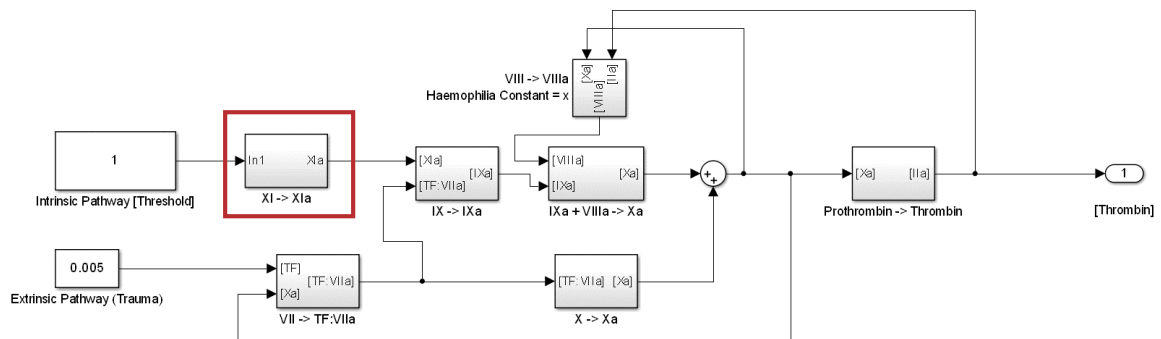 VIII -> VIIIa
Haemophilia Constant = x
[Xa]
[IIa]
[VIIIa]
1
Intrinsic Pathway [Threshold]
In1
XIa
XI -> XIa
[XIa]
[TF:VIIa]
[IXa]
IX -> IXa
[VIIIa]
[IXa]
[Xa]
IXa + VIIIa -> Xa
+
+
[Xa]
[IIa]
Prothrombin -> Thrombin
1
[Thrombin]
0.005
Extrinsic Pathway (Trauma)
[TF]
[Xa]
[TF:VIIa]
VII -> TF:VIIa
[TF:VIIa]
[Xa]
X -> Xa